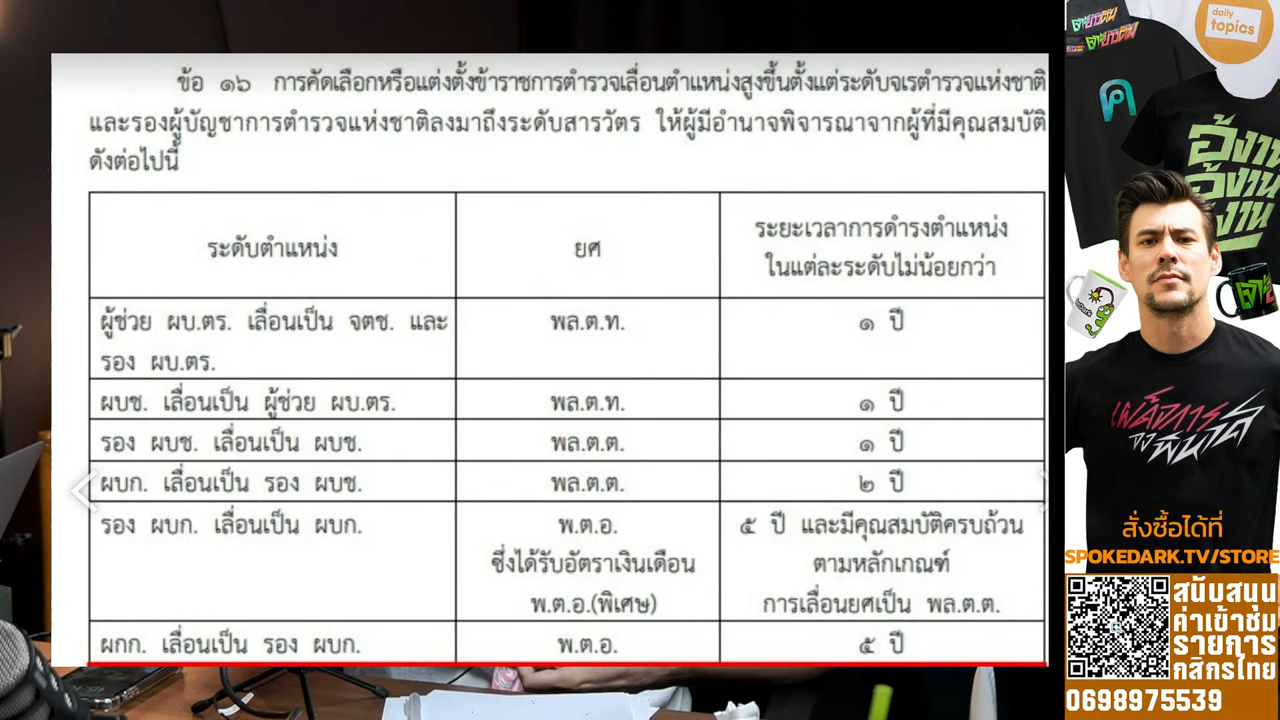 ข้อ ๑๖ การคัดเลือกหรือแต่งตั้งข้าราชการตำรวจเลื่อนตำแหน่งสูงขึ้นตั้งแต่ระดับจเรตำรวจแห่งชาติ
และรองผู้บัญชาการตำรวจแห่งชาติลงมาถึงระดับสารวัตร ให้ผู้มีอำนาจพิจารณาจากผู้ที่มีคุณสมบัติ
ดังต่อไปนี้
ระดับตำแหน่ง
ยศ
ระยะเวลาการดำรงตำแหน่ง
ในแต่ละระดับไม่น้อยกว่า
ผู้ช่วย ผบ.ตร. เลื่อนเป็น จตช. และ
รอง ผบ.ตร.
พล.ต.ท.
๑ ปี
ผบช. เลื่อนเป็น ผู้ช่วย ผบ.ตร.
พล.ต.ท.
๑ ปี
รอง ผบช. เลื่อนเป็น ผบช.
พล.ต.ต.
๑ ปี
ผบก. เลื่อนเป็น รอง ผบช.
พล.ต.ต.
๒ ปี
รอง ผบก. เลื่อนเป็น ผบก.
พ.ต.อ.
ซึ่งได้รับอัตราเงินเดือน
พ.ต.อ.(พิเศษ)
๕ ปี และมีคุณสมบัติครบถ้วน
ตามหลักเกณฑ์
การเลื่อนยศเป็น พล.ต.ต.
ผกก. เลื่อนเป็น รอง ผบก.
พ.ต.อ.
๕ ปี
daily
topics
เผด็จการ
จงพินาศ
สั่งซื้อได้ที่
SPOKEDARK.TV/STORE
สนับสนุน
ค่าเข้าชม
รายการ
กสิกรไทย
0698975539